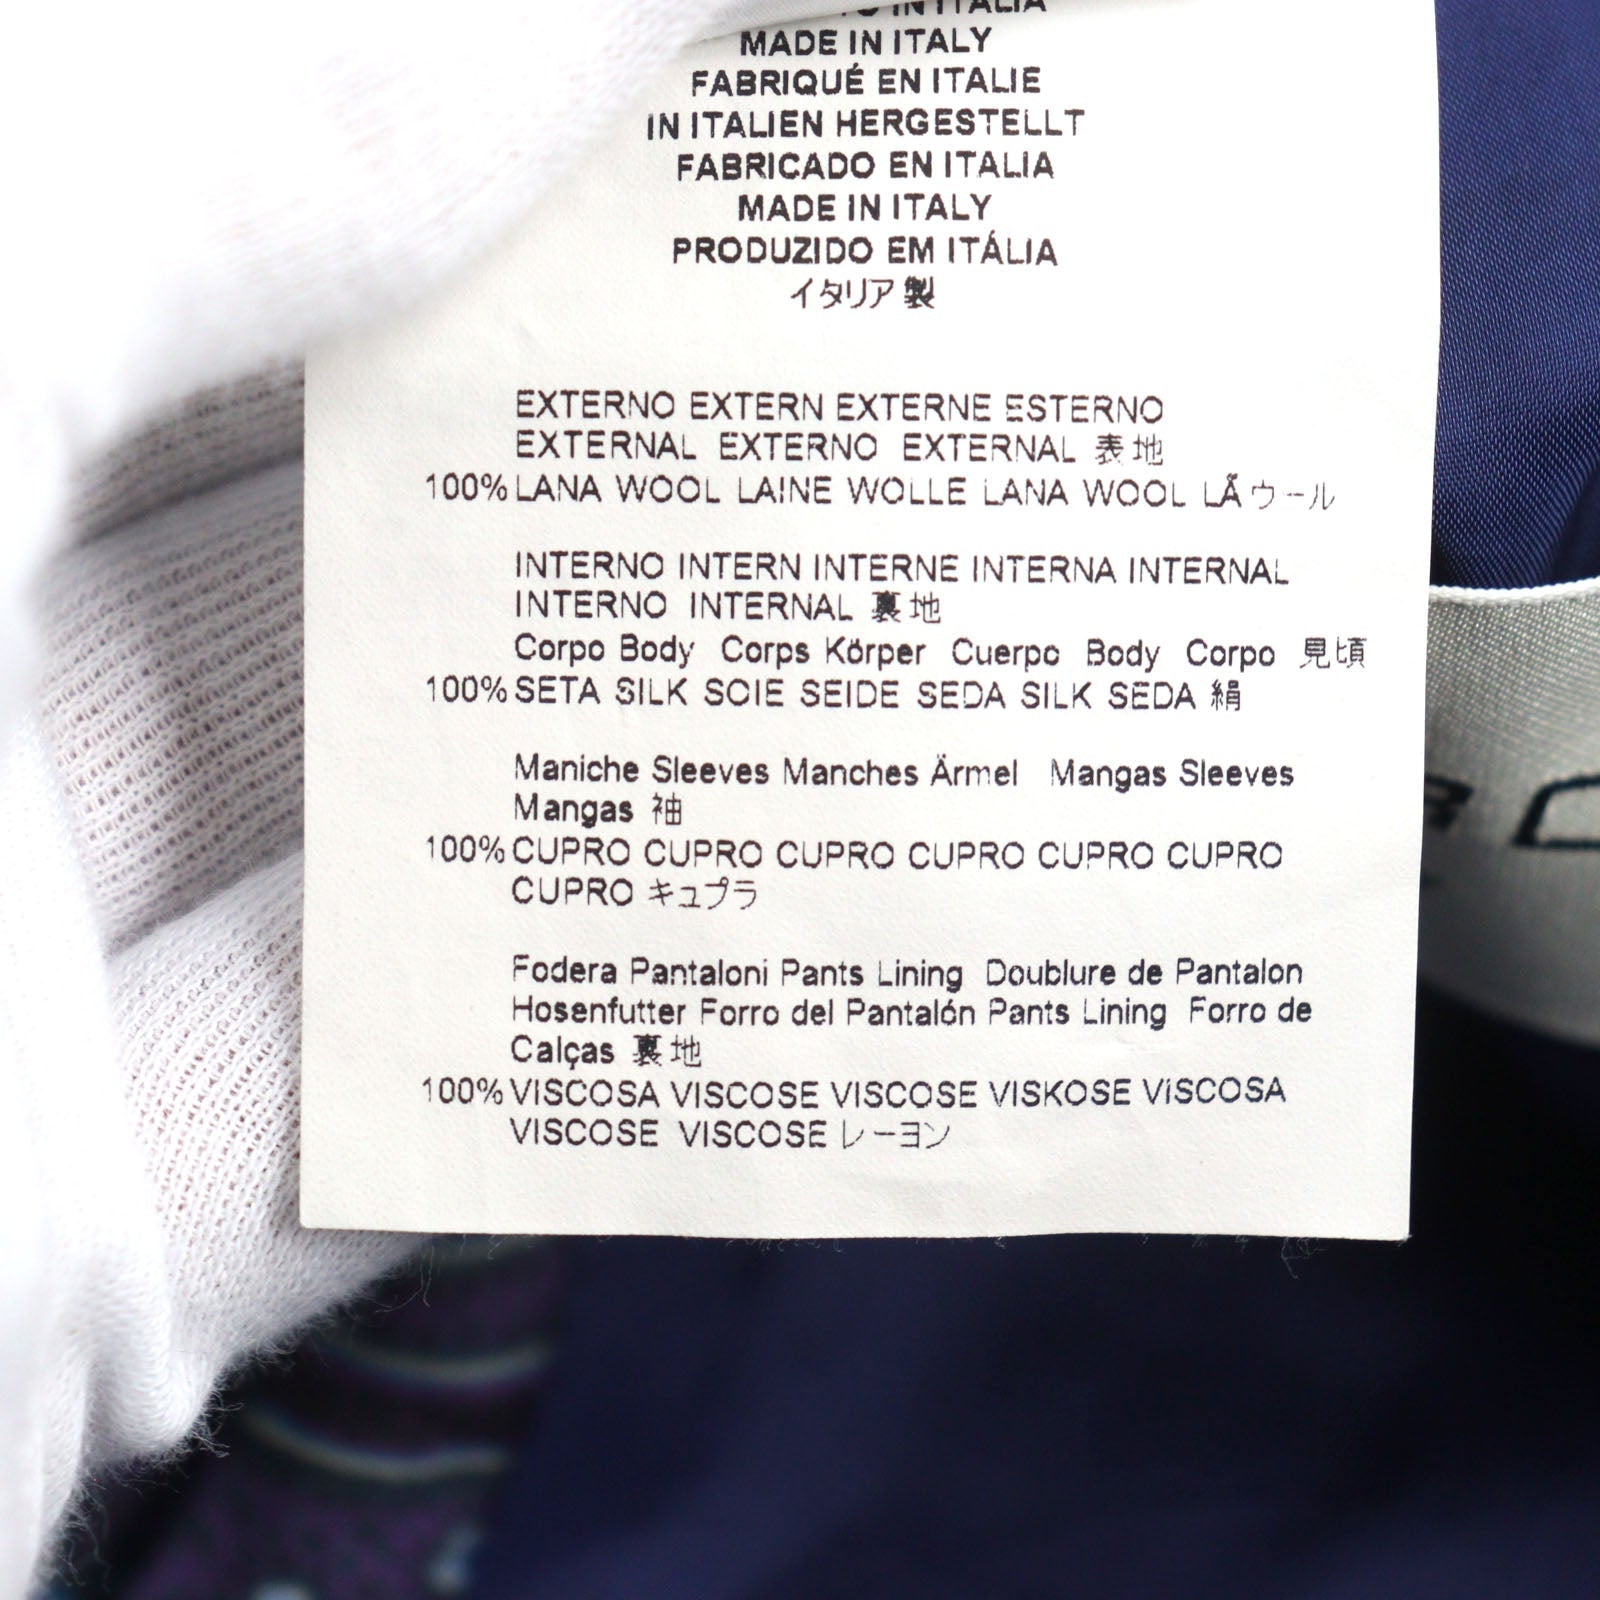 IN ITALIA
MADE IN ITALY
FABRIQUÉ EN ITALIE
IN ITALIEN HERGESTELLT
FABRICADO EN ITALIA
MADE IN ITALY
PRODUZIDO EM ITÁLIA
イタリア製
EXTERNO EXTERN EXTERNE ESTERNO
EXTERNAL EXTERNO EXTERNAL 表地
100% LANA WOOL LAINE WOLLE LANA WOOL LÃ ウール
INTERNO INTERN INTERNE INTERNA INTERNAL
INTERNO INTERNAL 裏地
Corpo Body Corps Körper Cuerpo Body Corpo 見頃
100% SETA SILK SOIE SEIDE SEDA SILK SEDA 絹
Maniche Sleeves Manches Ärmel Mangas Sleeves
Mangas 袖
100% CUPRO CUPRO CUPRO CUPRO CUPRO CUPRO
CUPRO キュプラ
Fodera Pantaloni Pants Lining Doublure de Pantalon
Hosenfutter Forro del Pantalón Pants Lining Forro de
Calças 裏地
100% VISCOSA VISCOSE VISCOSE VISKOSE VISCOSA
VISCOSE VISCOSE レーヨン